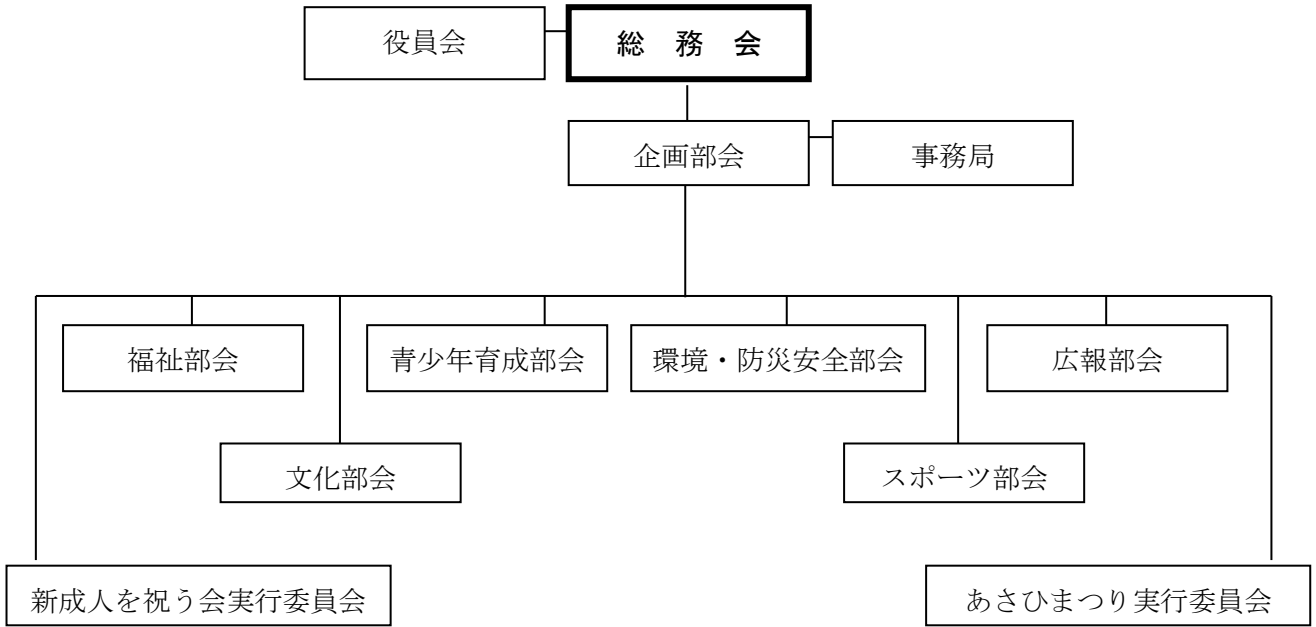 役員会
総 務 会
企画部会
事務局
福祉部会
青少年育成部会
環境・防災安全部会
広報部会
文化部会
スポーツ部会
新成人を祝う会実行委員会
あさひまつり実行委員会